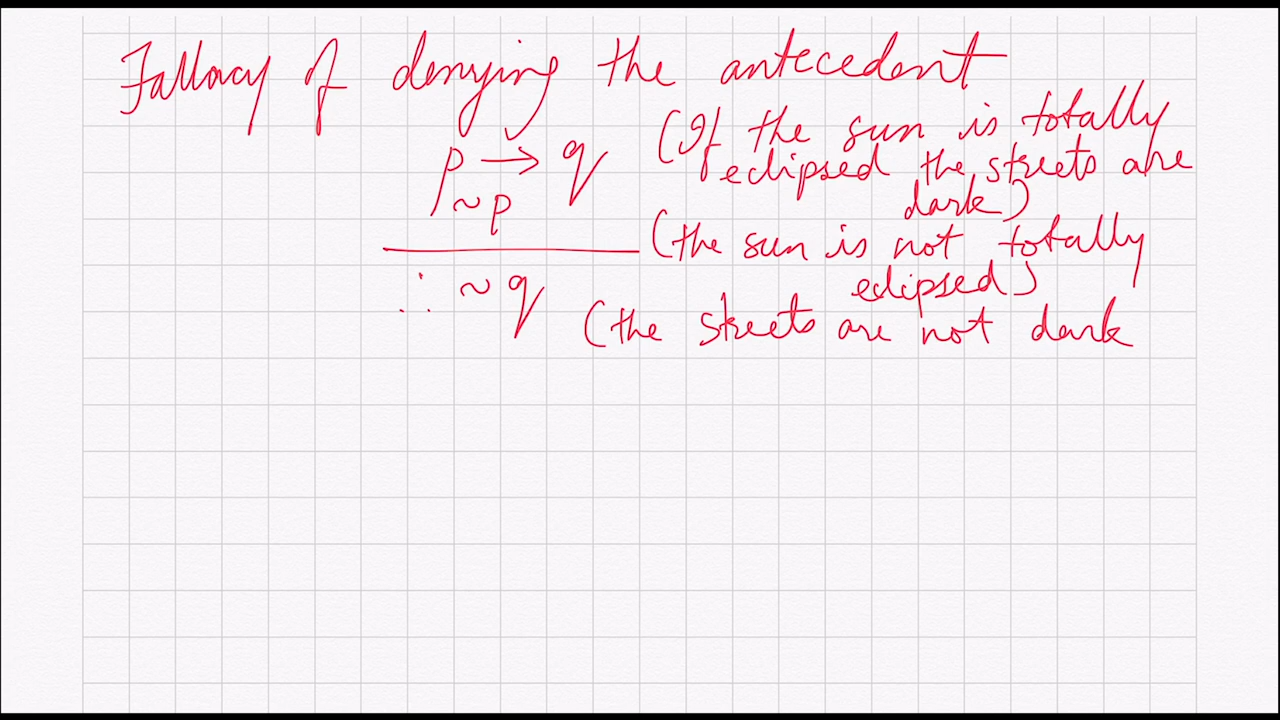 Fallacy of denying the antecedent
p → q (If the sun is totally
eclipsed the streets are
dark)
~p
(the sun is not totally
eclipsed)
∴ ~q
(the streets are not dark